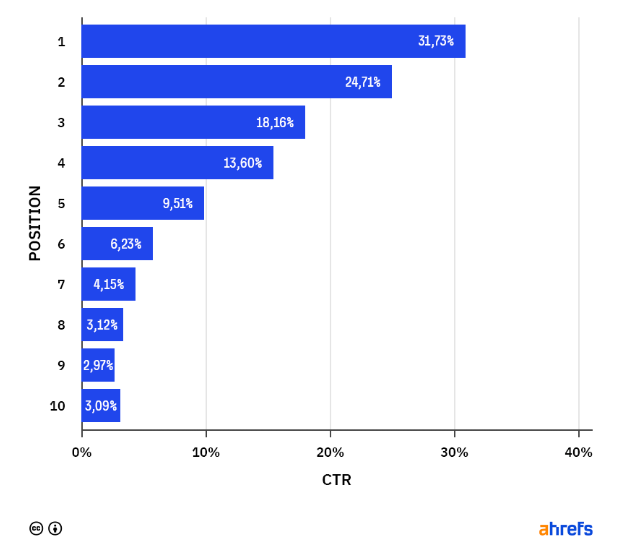 1 31,73%
2 24,71%
3 18,16%
4 13,60%
5 9,51%
6 6,23%
7 4,15%
8 3,12%
9 2,97%
10 3,09%
POSITION
0% 10% 20% 30% 40%
CTR
cc
ahrefs